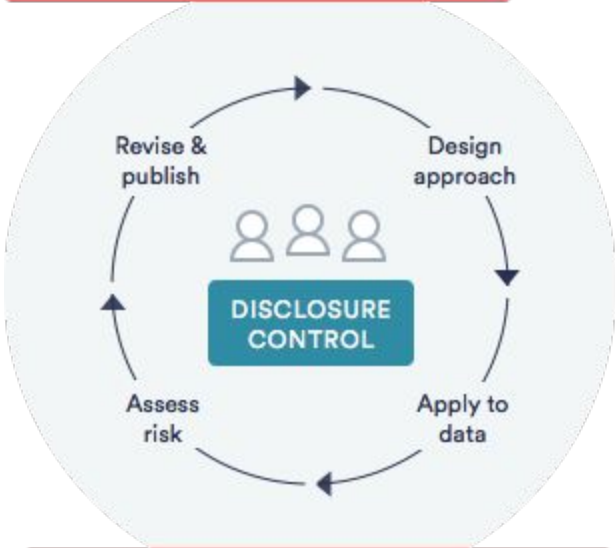 Revise &
publish
Design
approach
DISCLOSURE
CONTROL
Assess
risk
Apply to
data